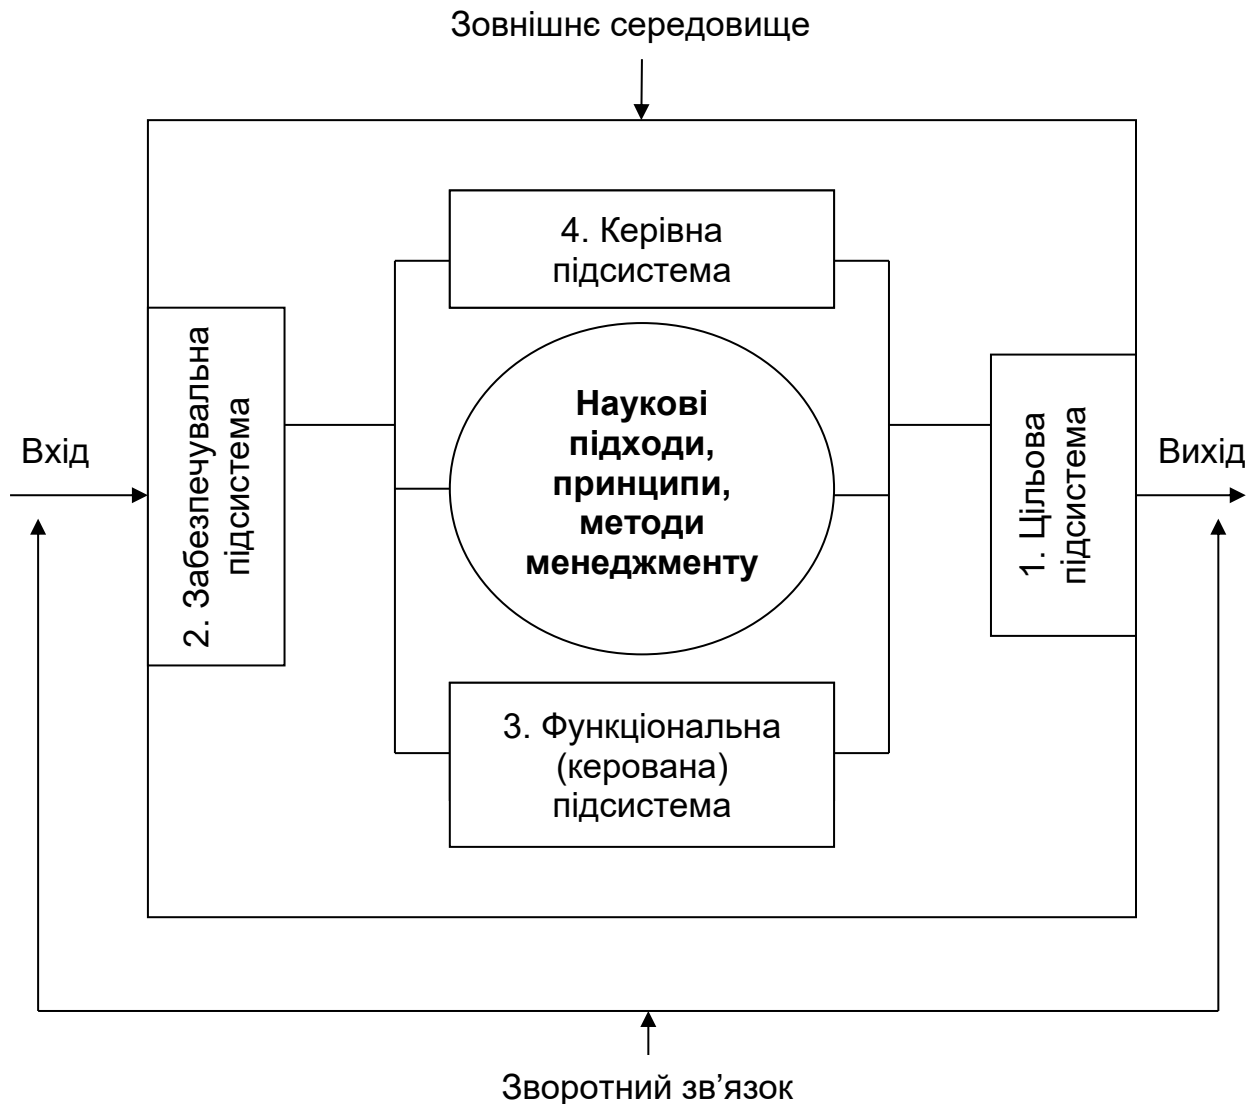 Зовнішнє середовище
4. Керівна
підсистема
2. Забезпечувальна
підсистема
Наукові
підходи,
принципи,
методи
менеджменту
1. Цільова
підсистема
Вхід
Вихід
3. Функціональна
(керована)
підсистема
Зворотний зв’язок